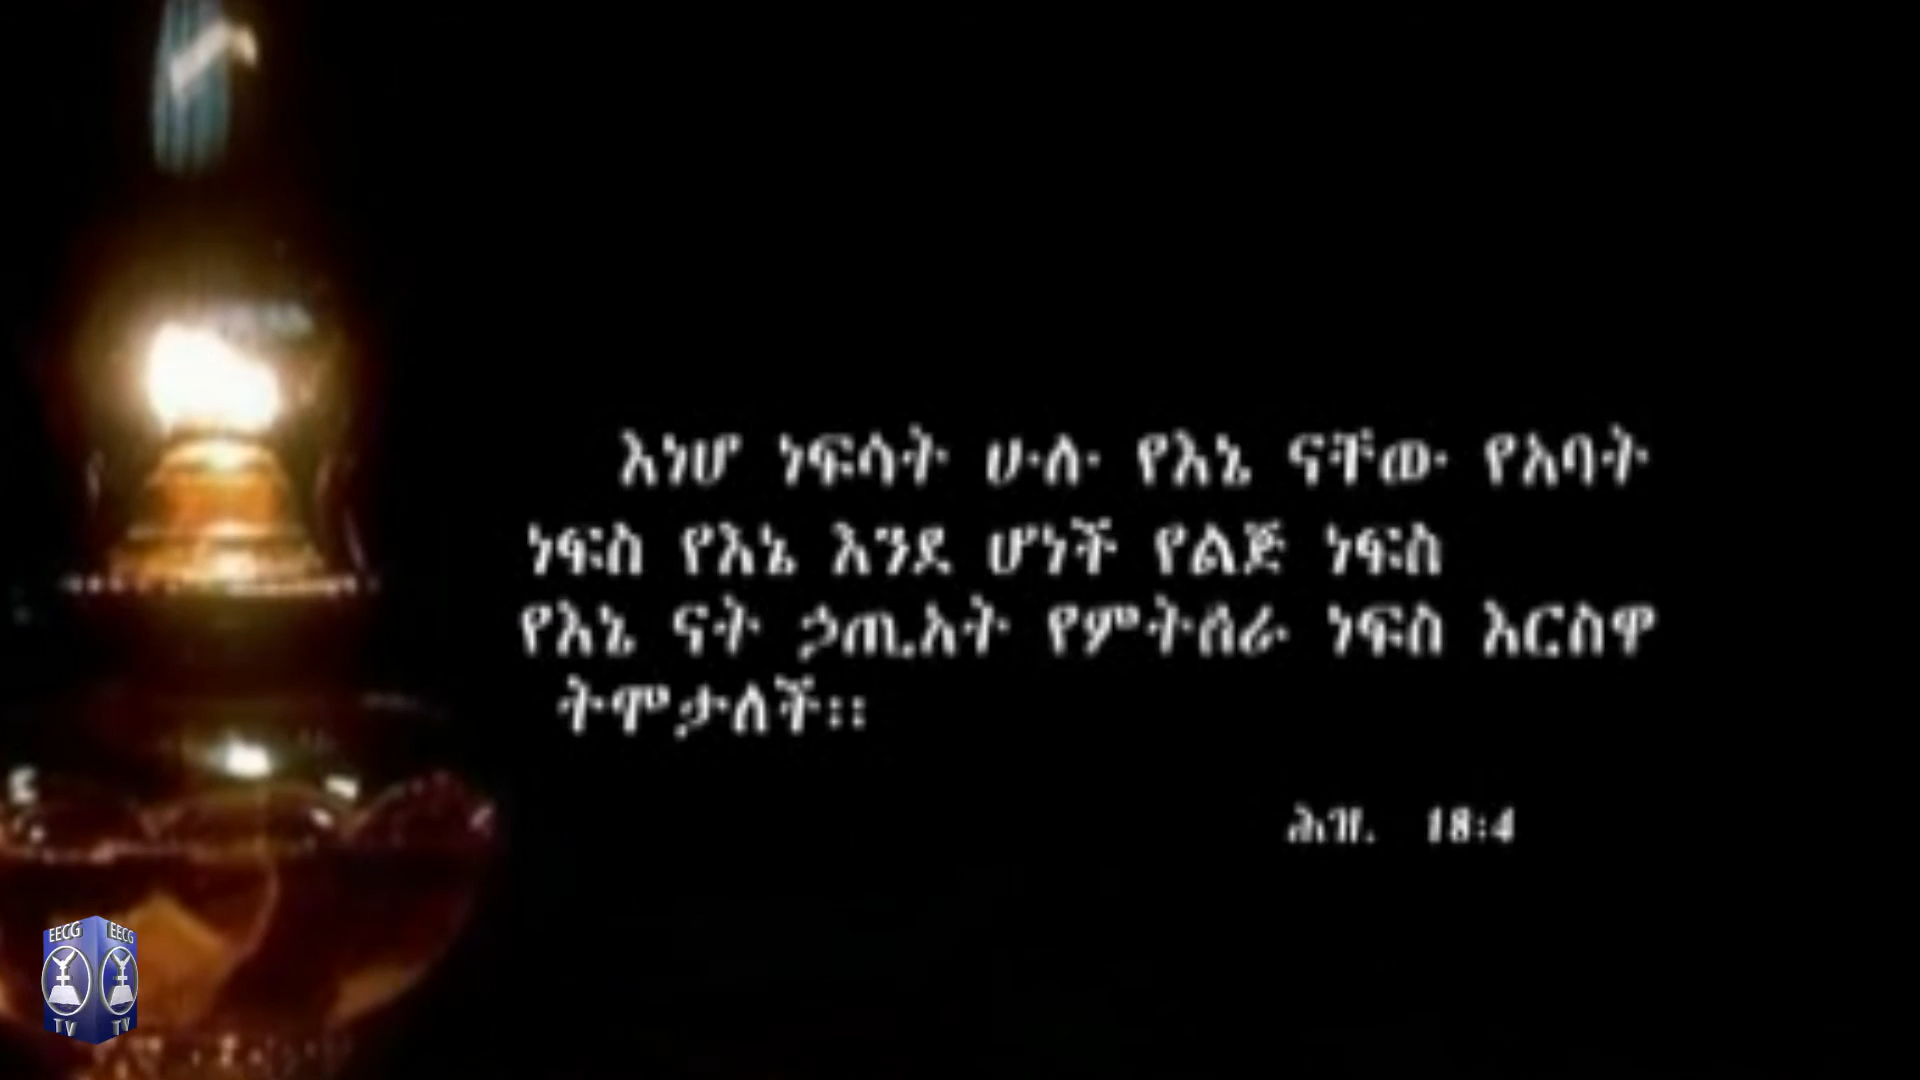 እነሆ ነፍሳት ሁሉ የእኔ ናቸው የአባት
ነፍስ የእኔ እንደ ሆነች የልጅ ነፍስ
የእኔ ናት ኃጢአት የምትሰራ ነፍስ እርስዋ
ትሞታለች፡፡
ሕዝ. 18:4
EECG EECG
TV TV